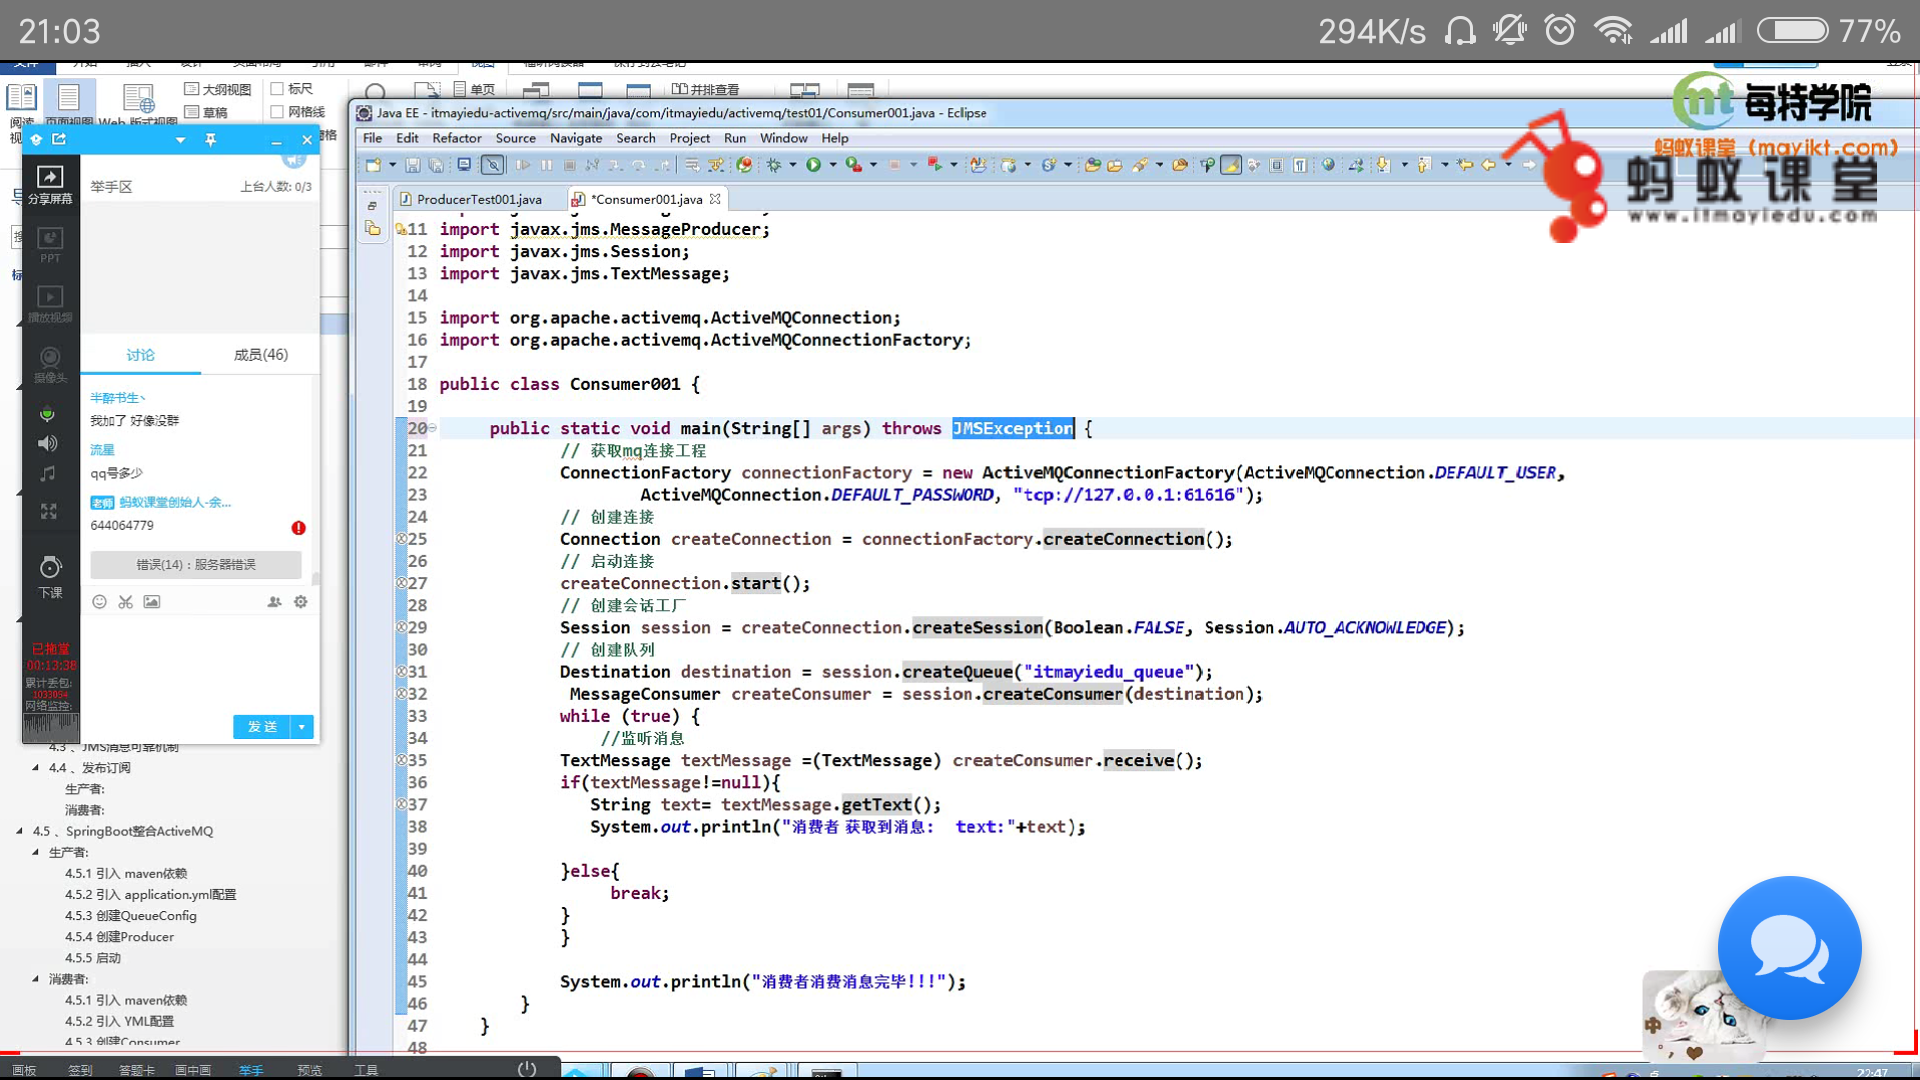 21:03
294K/s
77%
大纲视图
标尺
单页
并排查看
草稿
网格线
页面视图
Web 版式视图
每特学院
蚂蚁课堂（mayikt.com）
蚂蚁课堂
www.itmayiedu.com
Java EE - itmayiedu-activemq/src/main/java/com/itmayiedu/activemq/test01/Consumer001.java - Eclipse
File Edit Refactor Source Navigate Search Project Run Window Help
ProducerTest001.java
*Consumer001.java
分享屏幕
举手区
上台人数: 0/3
PPT
播放视频
摄像头
讨论
成员(46)
半醉书生丶
我加了 好像没群
流星
qq号多少
老师 蚂蚁课堂创始人-余...
644064779
错误(14)：服务器错误
下课
已拖堂
00:13:38
累计丢包:
1033054
网络监控:
发送
11 import javax.jms.MessageProducer;
12 import javax.jms.Session;
13 import javax.jms.TextMessage;
14
15 import org.apache.activemq.ActiveMQConnection;
16 import org.apache.activemq.ActiveMQConnectionFactory;
17
18 public class Consumer001 {
19
20 public static void main(String[] args) throws JMSException {
21 // 获取mq连接工程
22 ConnectionFactory connectionFactory = new ActiveMQConnectionFactory(ActiveMQConnection.DEFAULT_USER,
23 ActiveMQConnection.DEFAULT_PASSWORD, "tcp://127.0.0.1:61616");
24 // 创建连接
25 Connection createConnection = connectionFactory.createConnection();
26 // 启动连接
27 createConnection.start();
28 // 创建会话工厂
29 Session session = createConnection.createSession(Boolean.FALSE, Session.AUTO_ACKNOWLEDGE);
30 // 创建队列
31 Destination destination = session.createQueue("itmayiedu_queue");
32 MessageConsumer createConsumer = session.createConsumer(destination);
33 while (true) {
34 //监听消息
35 TextMessage textMessage =(TextMessage) createConsumer.receive();
36 if(textMessage!=null){
37 String text= textMessage.getText();
38 System.out.println("消费者 获取到消息:  text:"+text);
39
40 }else{
41 break;
42 }
43 }
44
45 System.out.println("消费者消费消息完毕!!!");
46 }
47 }
48
4.3 、JMS消息可靠机制
4.4 、发布订阅
生产者:
消费者:
4.5 、SpringBoot整合ActiveMQ
生产者:
4.5.1 引入 maven依赖
4.5.2 引入 application.yml配置
4.5.3 创建QueueConfig
4.5.4 创建Producer
4.5.5 启动
消费者:
4.5.1 引入 maven依赖
4.5.2 引入 YML配置
4.5.3 创建Consumer
画板 签到 答题卡 画中画 举手 预览 工具
中
22:47